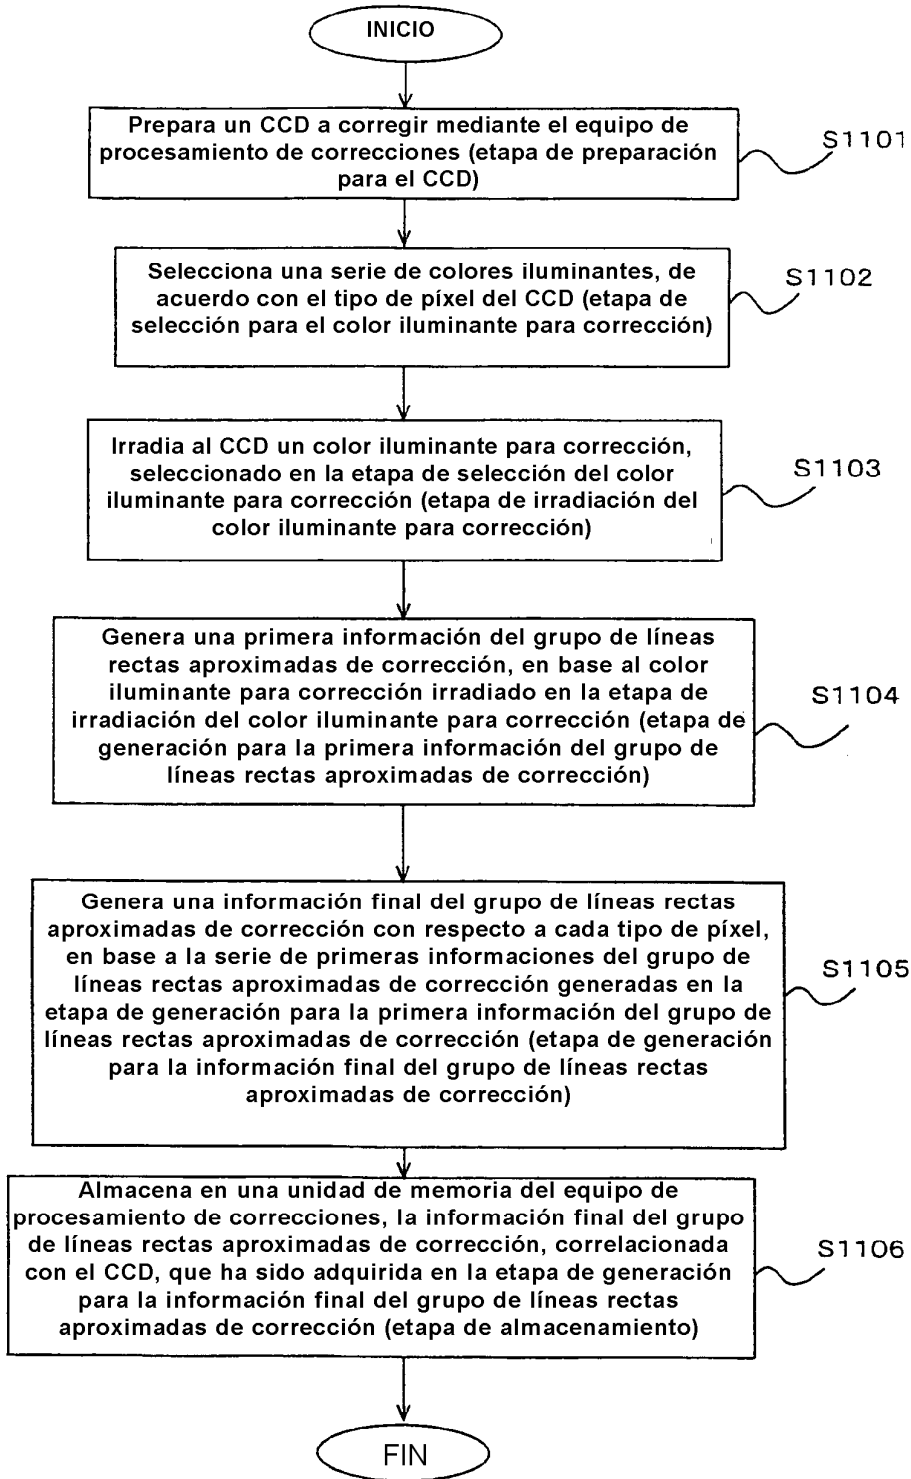 INICIO
Prepara un CCD a corregir mediante el equipo de
procesamiento de correcciones (etapa de preparación
para el CCD)
S1101
Selecciona una serie de colores iluminantes, de
acuerdo con el tipo de píxel del CCD (etapa de
selección para el color iluminante para corrección)
S1102
Irradia al CCD un color iluminante para corrección,
seleccionado en la etapa de selección del color
iluminante para corrección (etapa de irradiación del
color iluminante para corrección)
S1103
Genera una primera información del grupo de líneas
rectas aproximadas de corrección, en base al color
iluminante para corrección irradiado en la etapa de
irradiación del color iluminante para corrección (etapa de
generación para la primera información del grupo de
líneas rectas aproximadas de corrección)
S1104
Genera una información final del grupo de líneas rectas
aproximadas de corrección con respecto a cada tipo de píxel,
en base a la serie de primeras informaciones del grupo de
líneas rectas aproximadas de corrección generadas en la
etapa de generación para la primera información del grupo de
líneas rectas aproximadas de corrección (etapa de generación
para la información final del grupo de líneas rectas
aproximadas de corrección)
S1105
Almacena en una unidad de memoria del equipo de
procesamiento de correcciones, la información final del grupo
de líneas rectas aproximadas de corrección, correlacionada
con el CCD, que ha sido adquirida en la etapa de generación
para la información final del grupo de líneas rectas
aproximadas de corrección (etapa de almacenamiento)
S1106
FIN